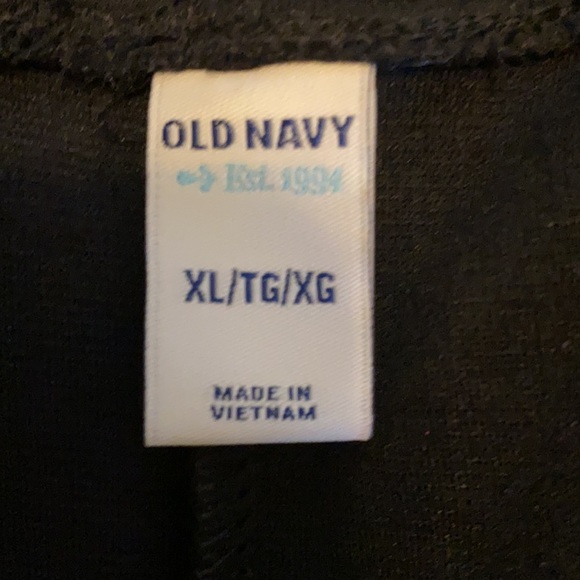 OLD NAVY
Est. 1994
XL/TG/XG
MADE IN
VIETNAM